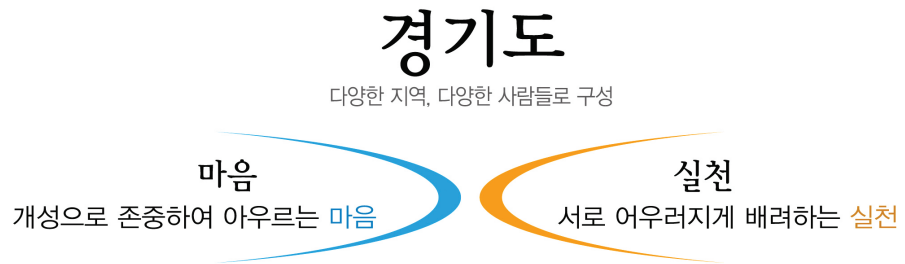 경기도
다양한 지역, 다양한 사람들로 구성
마음
개성으로 존중하여 아우르는 마음
실천
서로 어우러지게 배려하는 실천